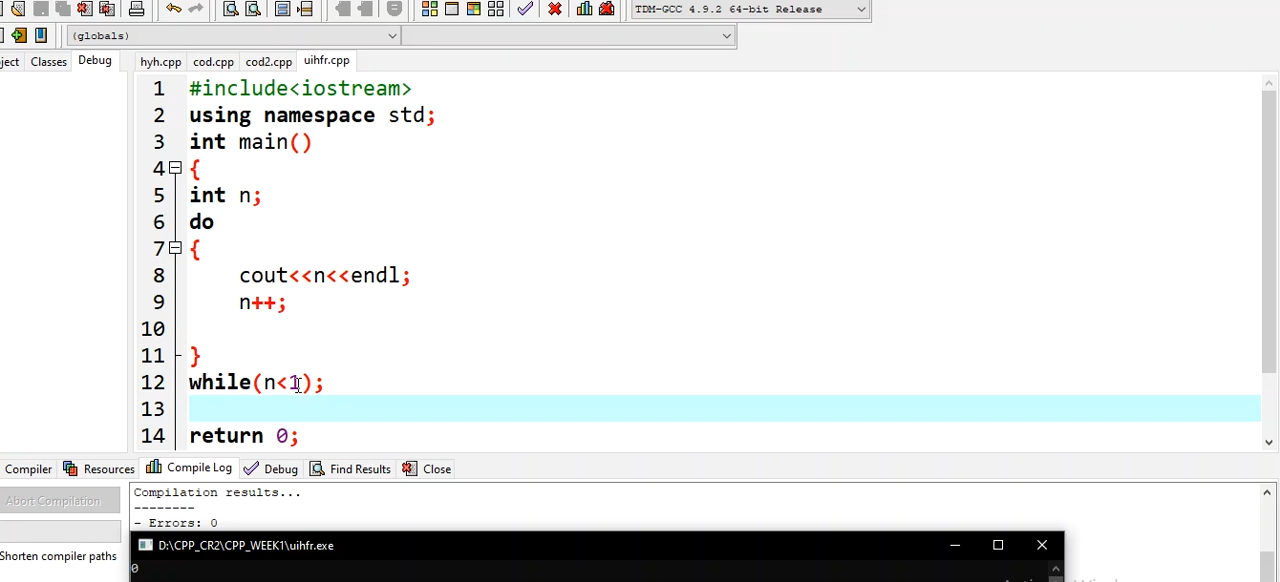 TDM-GCC 4.9.2 64-bit Release
(globals)
ject Classes Debug hyh.cpp cod.cpp cod2.cpp uihfr.cpp
1 #include<iostream>
2 using namespace std;
3 int main()
4 {
5 int n;
6 do
7 {
8 cout<<n<<endl;
9 n++;
10
11 }
12 while(n<1);
13
14 return 0;
Compiler Resources Compile Log Debug Find Results Close
Abort Compilation
Compilation results...
--------
- Errors: 0
Shorten compiler paths
D:\CPP_CR2\CPP_WEEK1\uihfr.exe
0